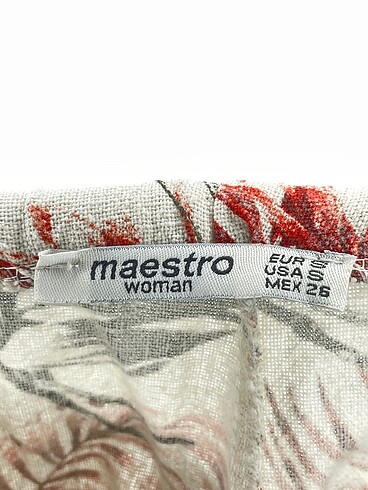 maestro
woman
EUR S
USA S
MEX 26